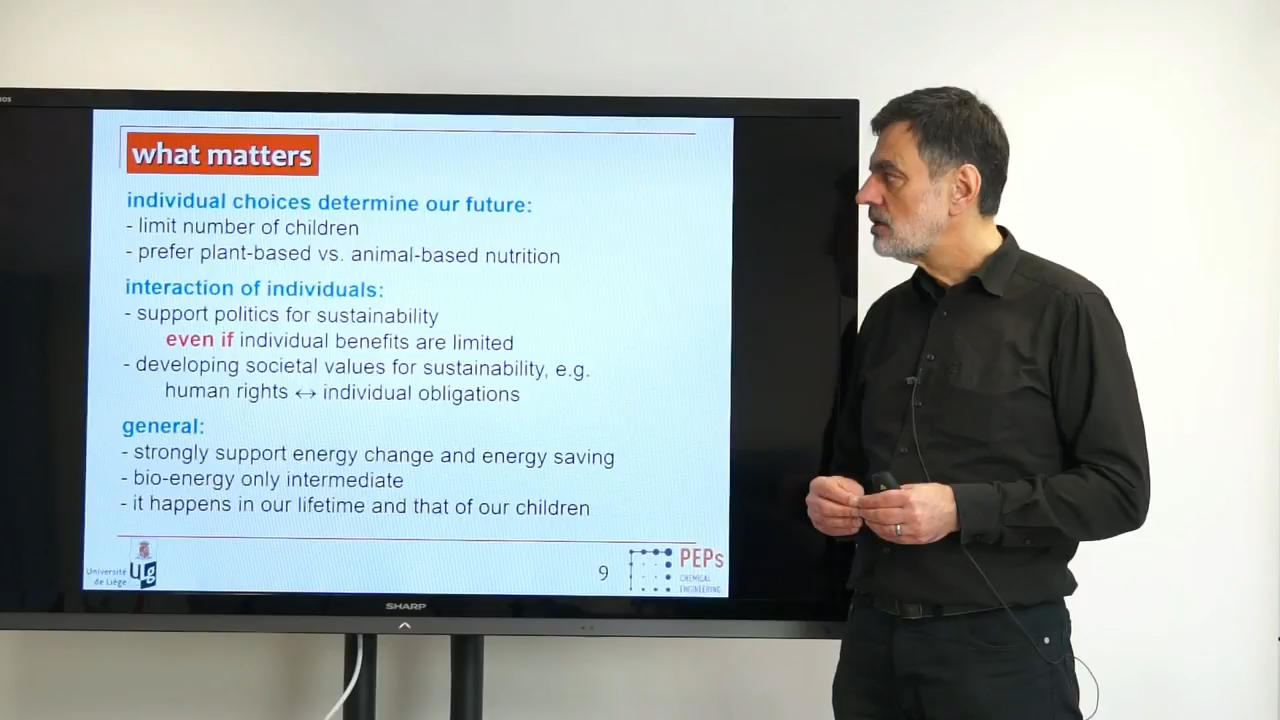 what matters
individual choices determine our future:
- limit number of children
- prefer plant-based vs. animal-based nutrition
interaction of individuals:
- support politics for sustainability
even if individual benefits are limited
- developing societal values for sustainability, e.g.
human rights ↔ individual obligations
general:
- strongly support energy change and energy saving
- bio-energy only intermediate
- it happens in our lifetime and that of our children
Université
de Liège
9
PEPs
CHEMICAL
ENGINEERING
SHARP